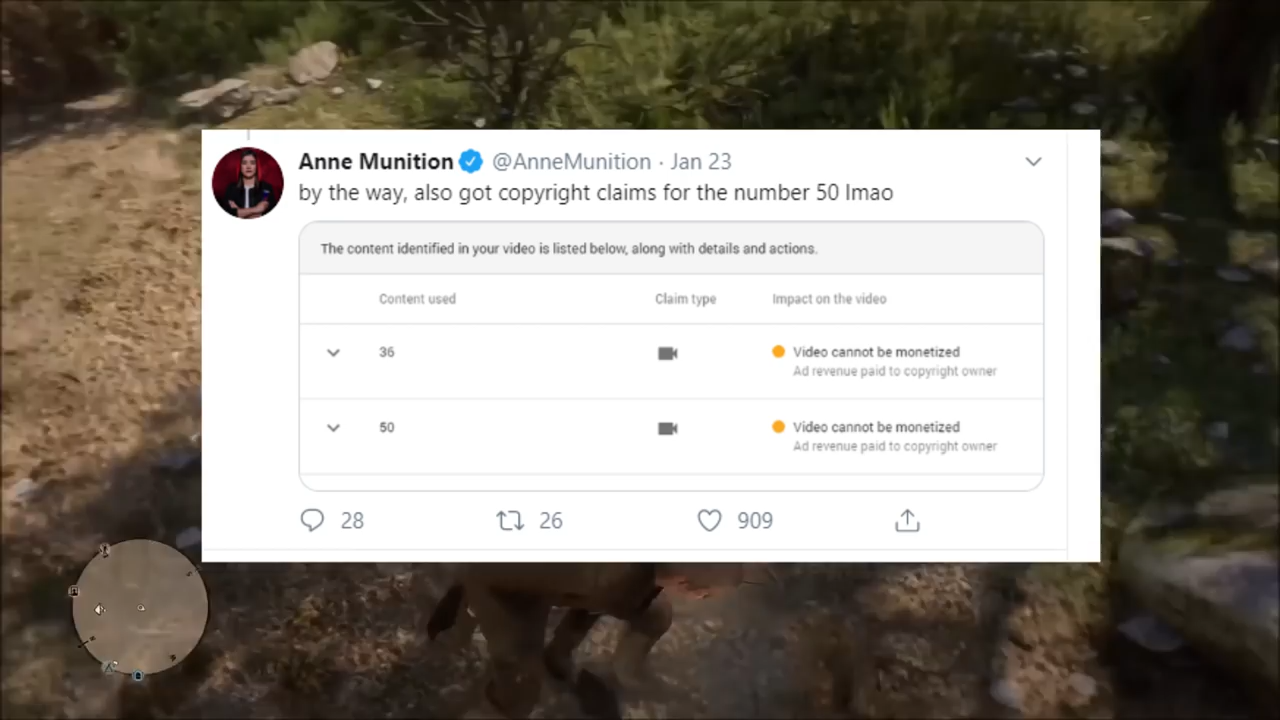 Anne Munition @AnneMunition · Jan 23
by the way, also got copyright claims for the number 50 lmao
The content identified in your video is listed below, along with details and actions.
Content used Claim type Impact on the video
36 Video cannot be monetized
Ad revenue paid to copyright owner
50 Video cannot be monetized
Ad revenue paid to copyright owner
28 26 909